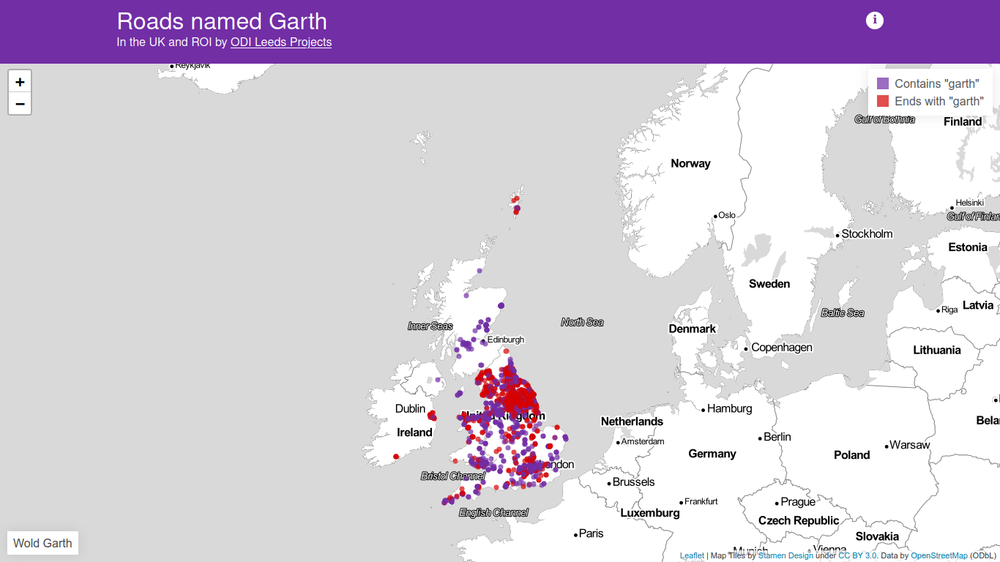 Roads named Garth
i
In the UK and ROI by ODI Leeds Projects
Reykjavik
+
−
Contains "garth"
Ends with "garth"
Gulf of Bothnia
Finland
Norway
Helsinki
Oslo
Gulf of Finlan
Stockholm
Estonia
Sweden
Riga
Latvia
Baltic Sea
Inner Seas
North Sea
Denmark
Edinburgh
Copenhagen
Lithuania
Dublin
Hamburg
United Kingdom
Netherlands
Belar
Ireland
Berlin
Amsterdam
Warsaw
Germany
Poland
London
Bristol Channel
Brussels
Frankfurt
Prague
English Channel
Luxemburg
Czech Republic
Paris
Slovakia
Wold Garth
Munich
Vienna
Zurich
Leaflet | Map Tiles by Stamen Design under CC BY 3.0. Data by OpenStreetMap (ODbL)